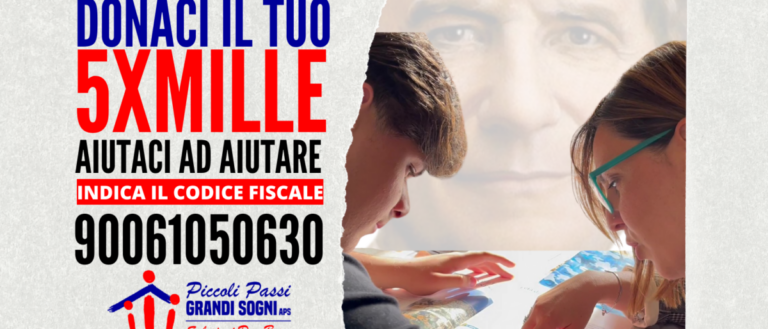 DONACI IL TUO
5XMILLE
AIUTACI AD AIUTARE
INDICA IL CODICE FISCALE
90061050630
Piccoli Passi
GRANDI SOGNI APS